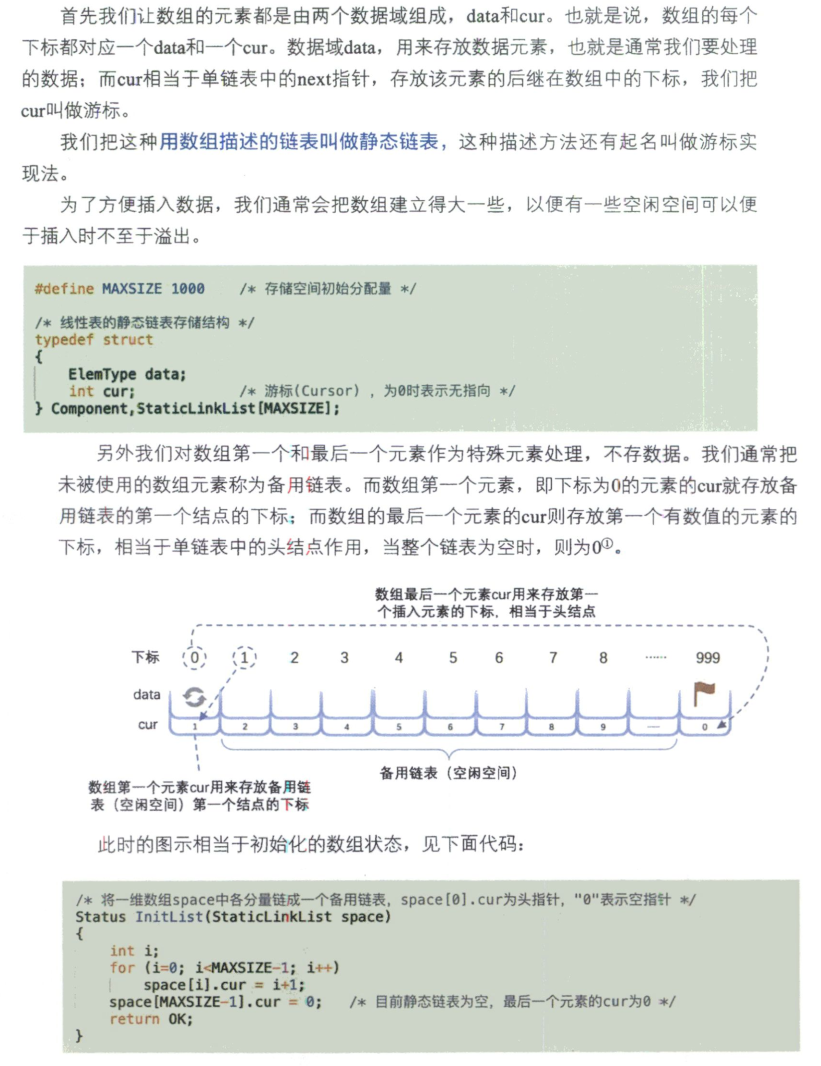 首先我们让数组的元素都是由两个数据域组成，data和cur。也就是说，数组的每个
下标都对应一个data和一个cur。数据域data，用来存放数据元素，也就是通常我们要处理
的数据；而cur相当于单链表中的next指针，存放该元素的后继在数组中的下标，我们把
cur叫做游标。
我们把这种用数组描述的链表叫做静态链表，这种描述方法还有起名叫做游标实
现法。
为了方便插入数据，我们通常会把数组建立得大一些，以便有一些空闲空间可以便
于插入时不至于溢出。
#define MAXSIZE 1000 /* 存储空间初始分配量 */
/* 线性表的静态链表存储结构 */
typedef struct
{
ElemType data;
int cur; /* 游标(Cursor) ，为0时表示无指向 */
} Component,StaticLinkList[MAXSIZE];
另外我们对数组第一个和最后一个元素作为特殊元素处理，不存数据。我们通常把
未被使用的数组元素称为备用链表。而数组第一个元素，即下标为0的元素的cur就存放备
用链表的第一个结点的下标；而数组的最后一个元素的cur则存放第一个有数值的元素的
下标，相当于单链表中的头结点作用，当整个链表为空时，则为0①。
数组最后一个元素cur用来存放第一
个插入元素的下标，相当于头结点
下标 0 1 2 3 4 5 6 7 8 …… 999
data
cur 1 2 3 4 5 6 7 8 9 …… 0
备用链表（空闲空间）
数组第一个元素cur用来存放备用链
表（空闲空间）第一个结点的下标
此时的图示相当于初始化的数组状态，见下面代码：
/* 将一维数组space中各分量链成一个备用链表，space[0].cur为头指针，"0"表示空指针 */
Status InitList(StaticLinkList space)
{
int i;
for (i=0; i<MAXSIZE-1; i++)
space[i].cur = i+1;
space[MAXSIZE-1].cur = 0; /* 目前静态链表为空，最后一个元素的cur为0 */
return OK;
}